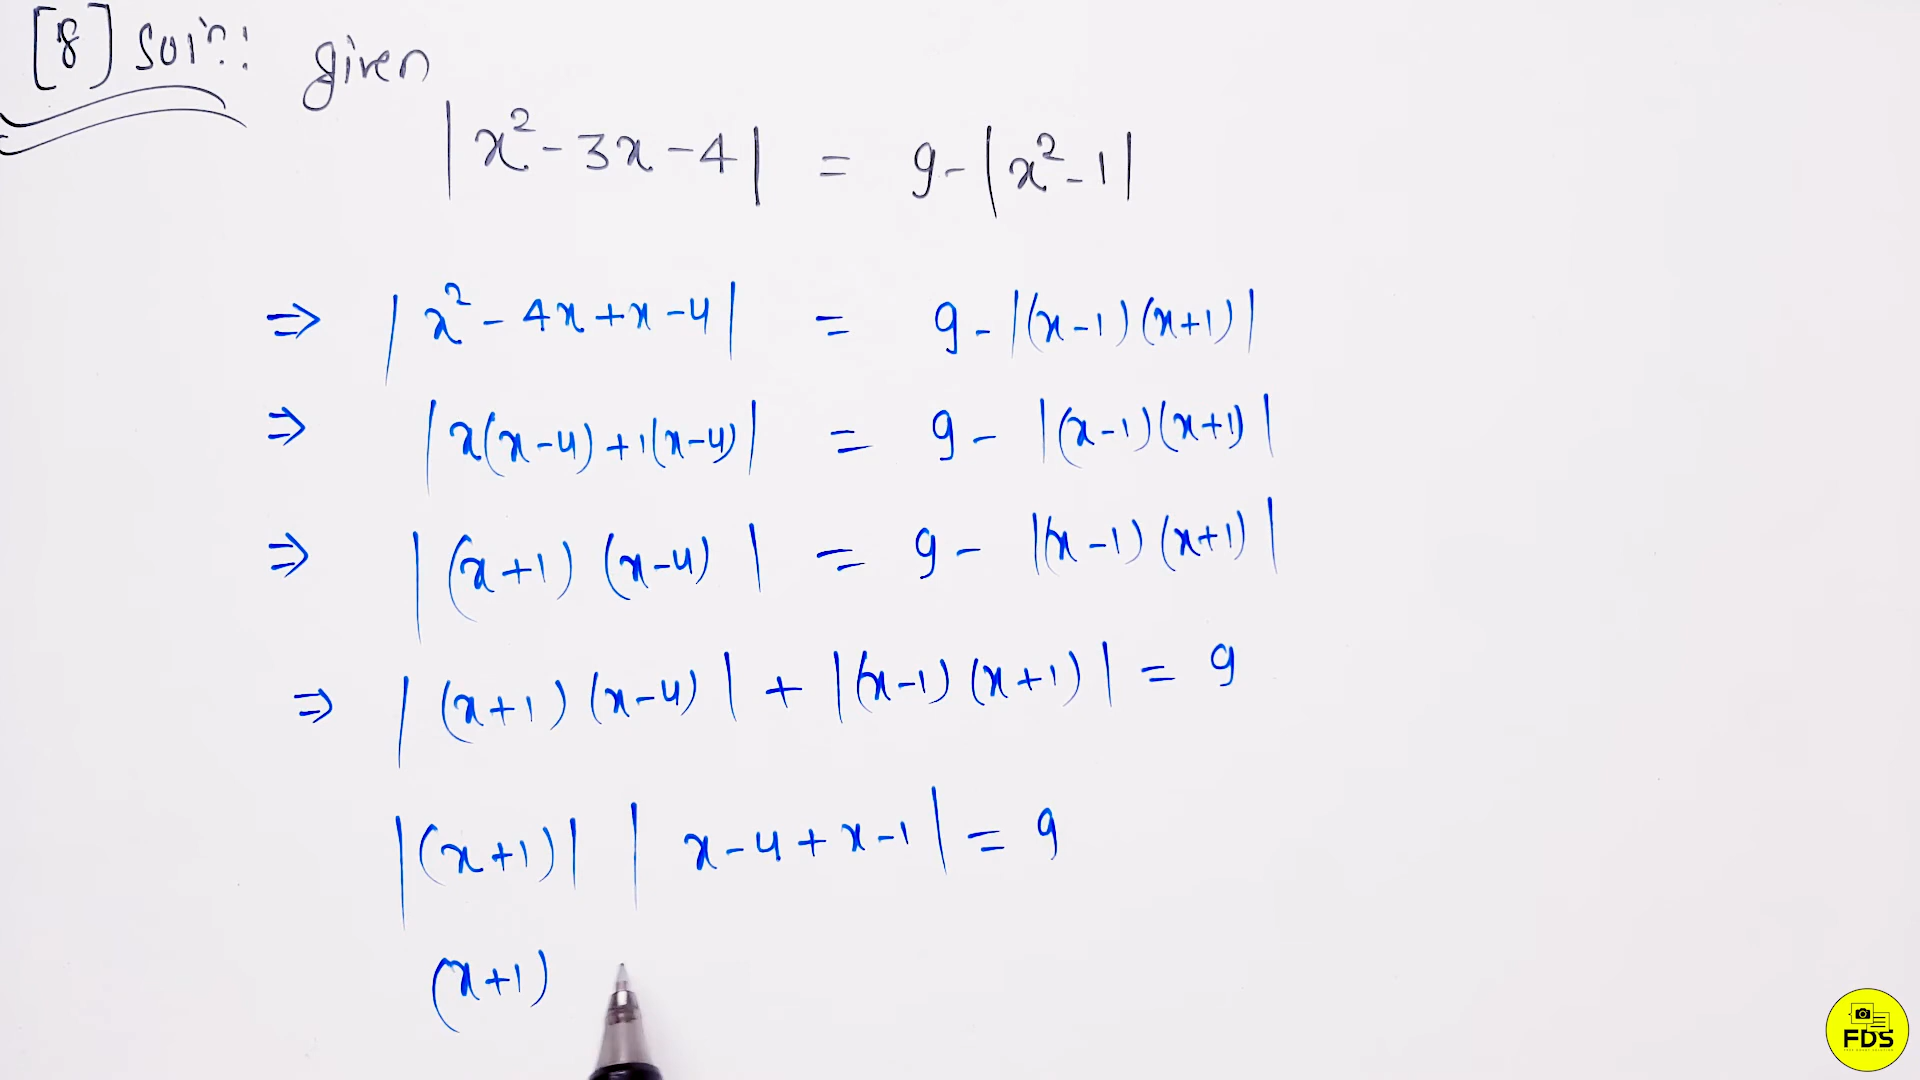 [8] Soln:
given
|x² - 3x - 4| = 9 - |x² - 1|
⇒ |x² - 4x + x - 4| = 9 - |(x-1)(x+1)|
⇒ |x(x-4) + 1(x-4)| = 9 - |(x-1)(x+1)|
⇒ |(x+1)(x-4)| = 9 - |(x-1)(x+1)|
⇒ |(x+1)(x-4)| + |(x-1)(x+1)| = 9
|(x+1)| |x-4+x-1| = 9
(x+1)
FDS